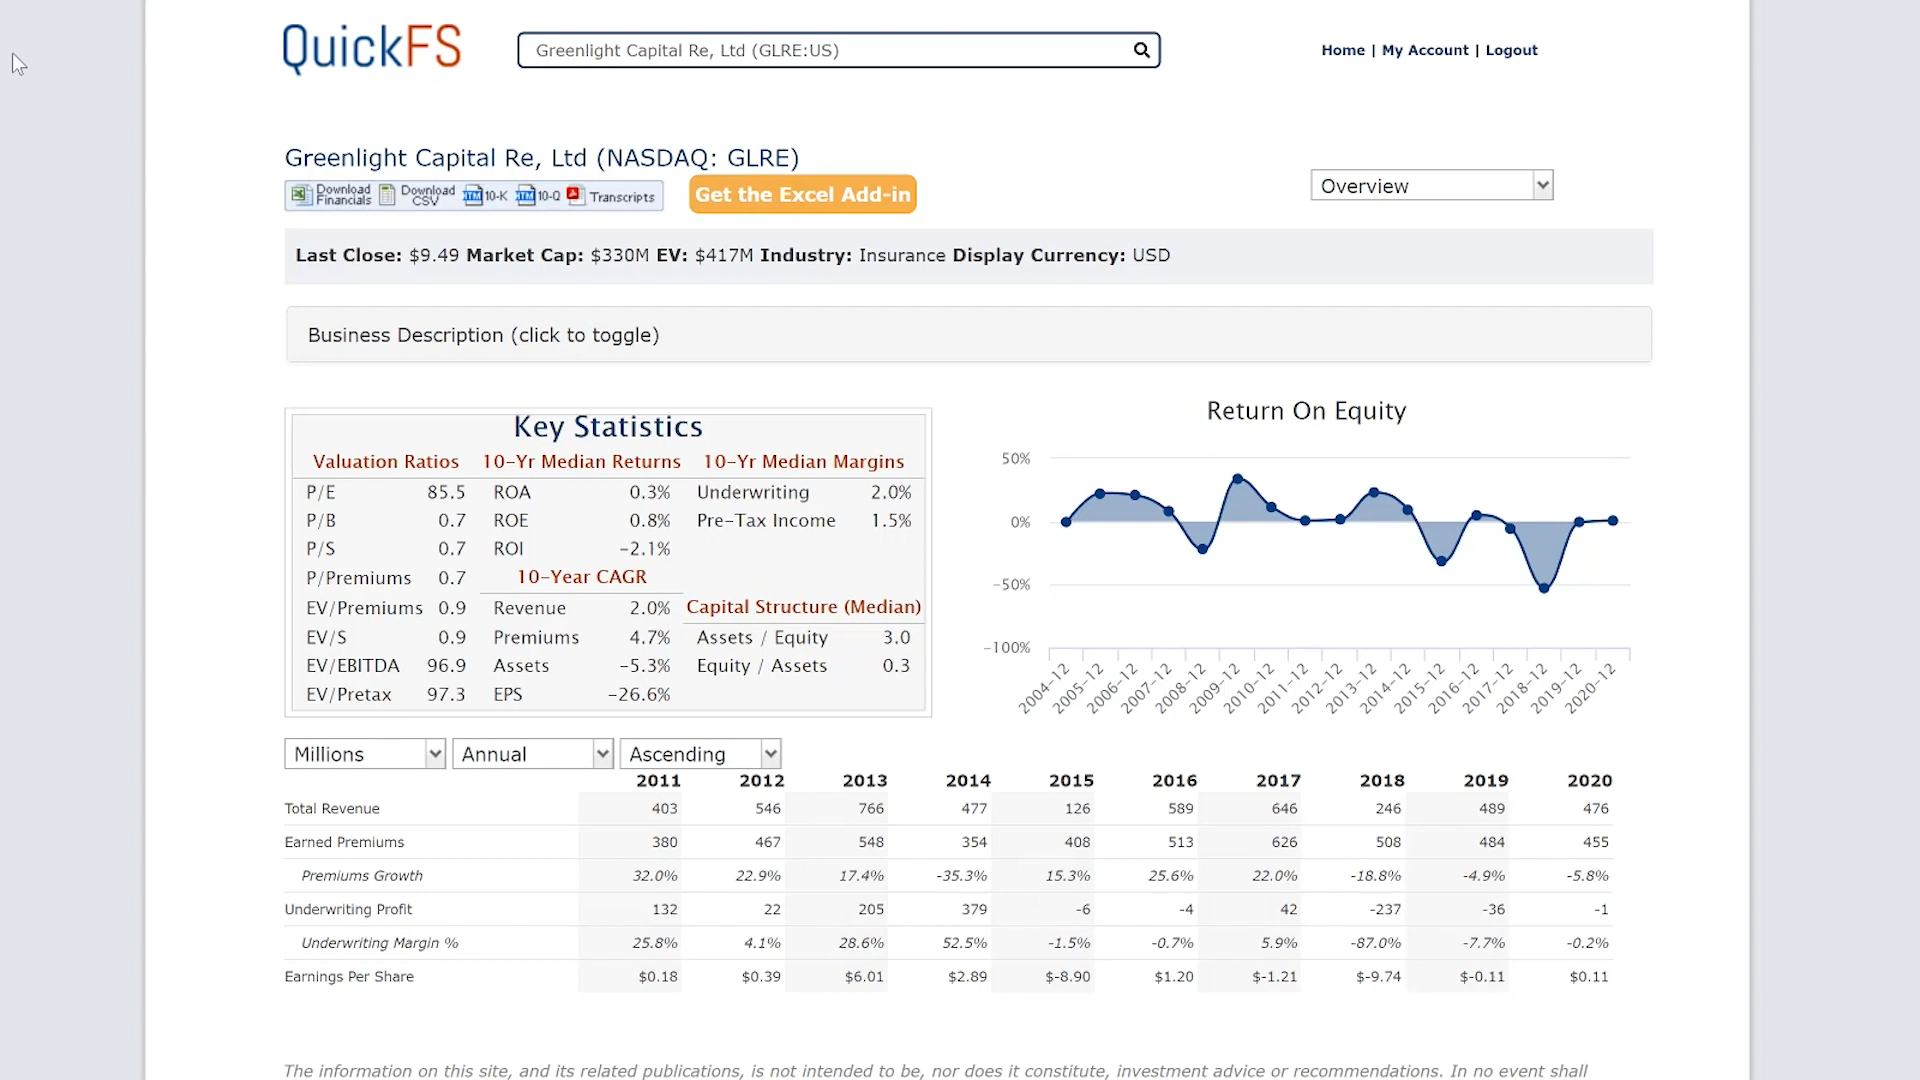 QuickFS
Greenlight Capital Re, Ltd (GLRE:US)
Home | My Account | Logout
Greenlight Capital Re, Ltd (NASDAQ: GLRE)
Download Financials Download CSV 10-K 10-Q Transcripts
Get the Excel Add-in
Overview
Last Close: $9.49 Market Cap: $330M EV: $417M Industry: Insurance Display Currency: USD
Business Description (click to toggle)
Key Statistics
Valuation Ratios 10-Yr Median Returns 10-Yr Median Margins
P/E 85.5 ROA 0.3% Underwriting 2.0%
P/B 0.7 ROE 0.8% Pre-Tax Income 1.5%
P/S 0.7 ROI -2.1%
P/Premiums 0.7 10-Year CAGR
EV/Premiums 0.9 Revenue 2.0% Capital Structure (Median)
EV/S 0.9 Premiums 4.7% Assets / Equity 3.0
EV/EBITDA 96.9 Assets -5.3% Equity / Assets 0.3
EV/Pretax 97.3 EPS -26.6%
Return On Equity
50%
0%
-50%
-100%
2004-12 2005-12 2006-12 2007-12 2008-12 2009-12 2010-12 2011-12 2012-12 2013-12 2014-12 2015-12 2016-12 2017-12 2018-12 2019-12 2020-12
Millions Annual Ascending
2011 2012 2013 2014 2015 2016 2017 2018 2019 2020
Total Revenue 403 546 766 477 126 589 646 246 489 476
Earned Premiums 380 467 548 354 408 513 626 508 484 455
Premiums Growth 32.0% 22.9% 17.4% -35.3% 15.3% 25.6% 22.0% -18.8% -4.9% -5.8%
Underwriting Profit 132 22 205 379 -6 -4 42 -237 -36 -1
Underwriting Margin % 25.8% 4.1% 28.6% 52.5% -1.5% -0.7% 5.9% -87.0% -7.7% -0.2%
Earnings Per Share $0.18 $0.39 $6.01 $2.89 $-8.90 $1.20 $-1.21 $-9.74 $-0.11 $0.11
The information on this site, and its related publications, is not intended to be, nor does it constitute, investment advice or recommendations. In no event shall